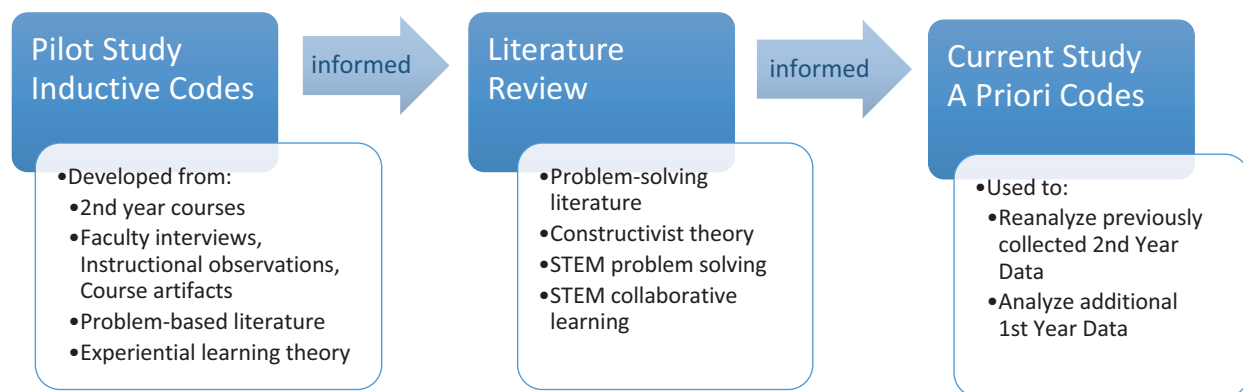 Pilot Study
Inductive Codes
•Developed from:
•2nd year courses
•Faculty interviews,
Instructional observations,
Course artifacts
•Problem-based literature
•Experiential learning theory
informed
Literature
Review
•Problem-solving
literature
•Constructivist theory
•STEM problem solving
•STEM collaborative
learning
informed
Current Study
A Priori Codes
•Used to:
•Reanalyze previously
collected 2nd Year
Data
•Analyze additional
1st Year Data